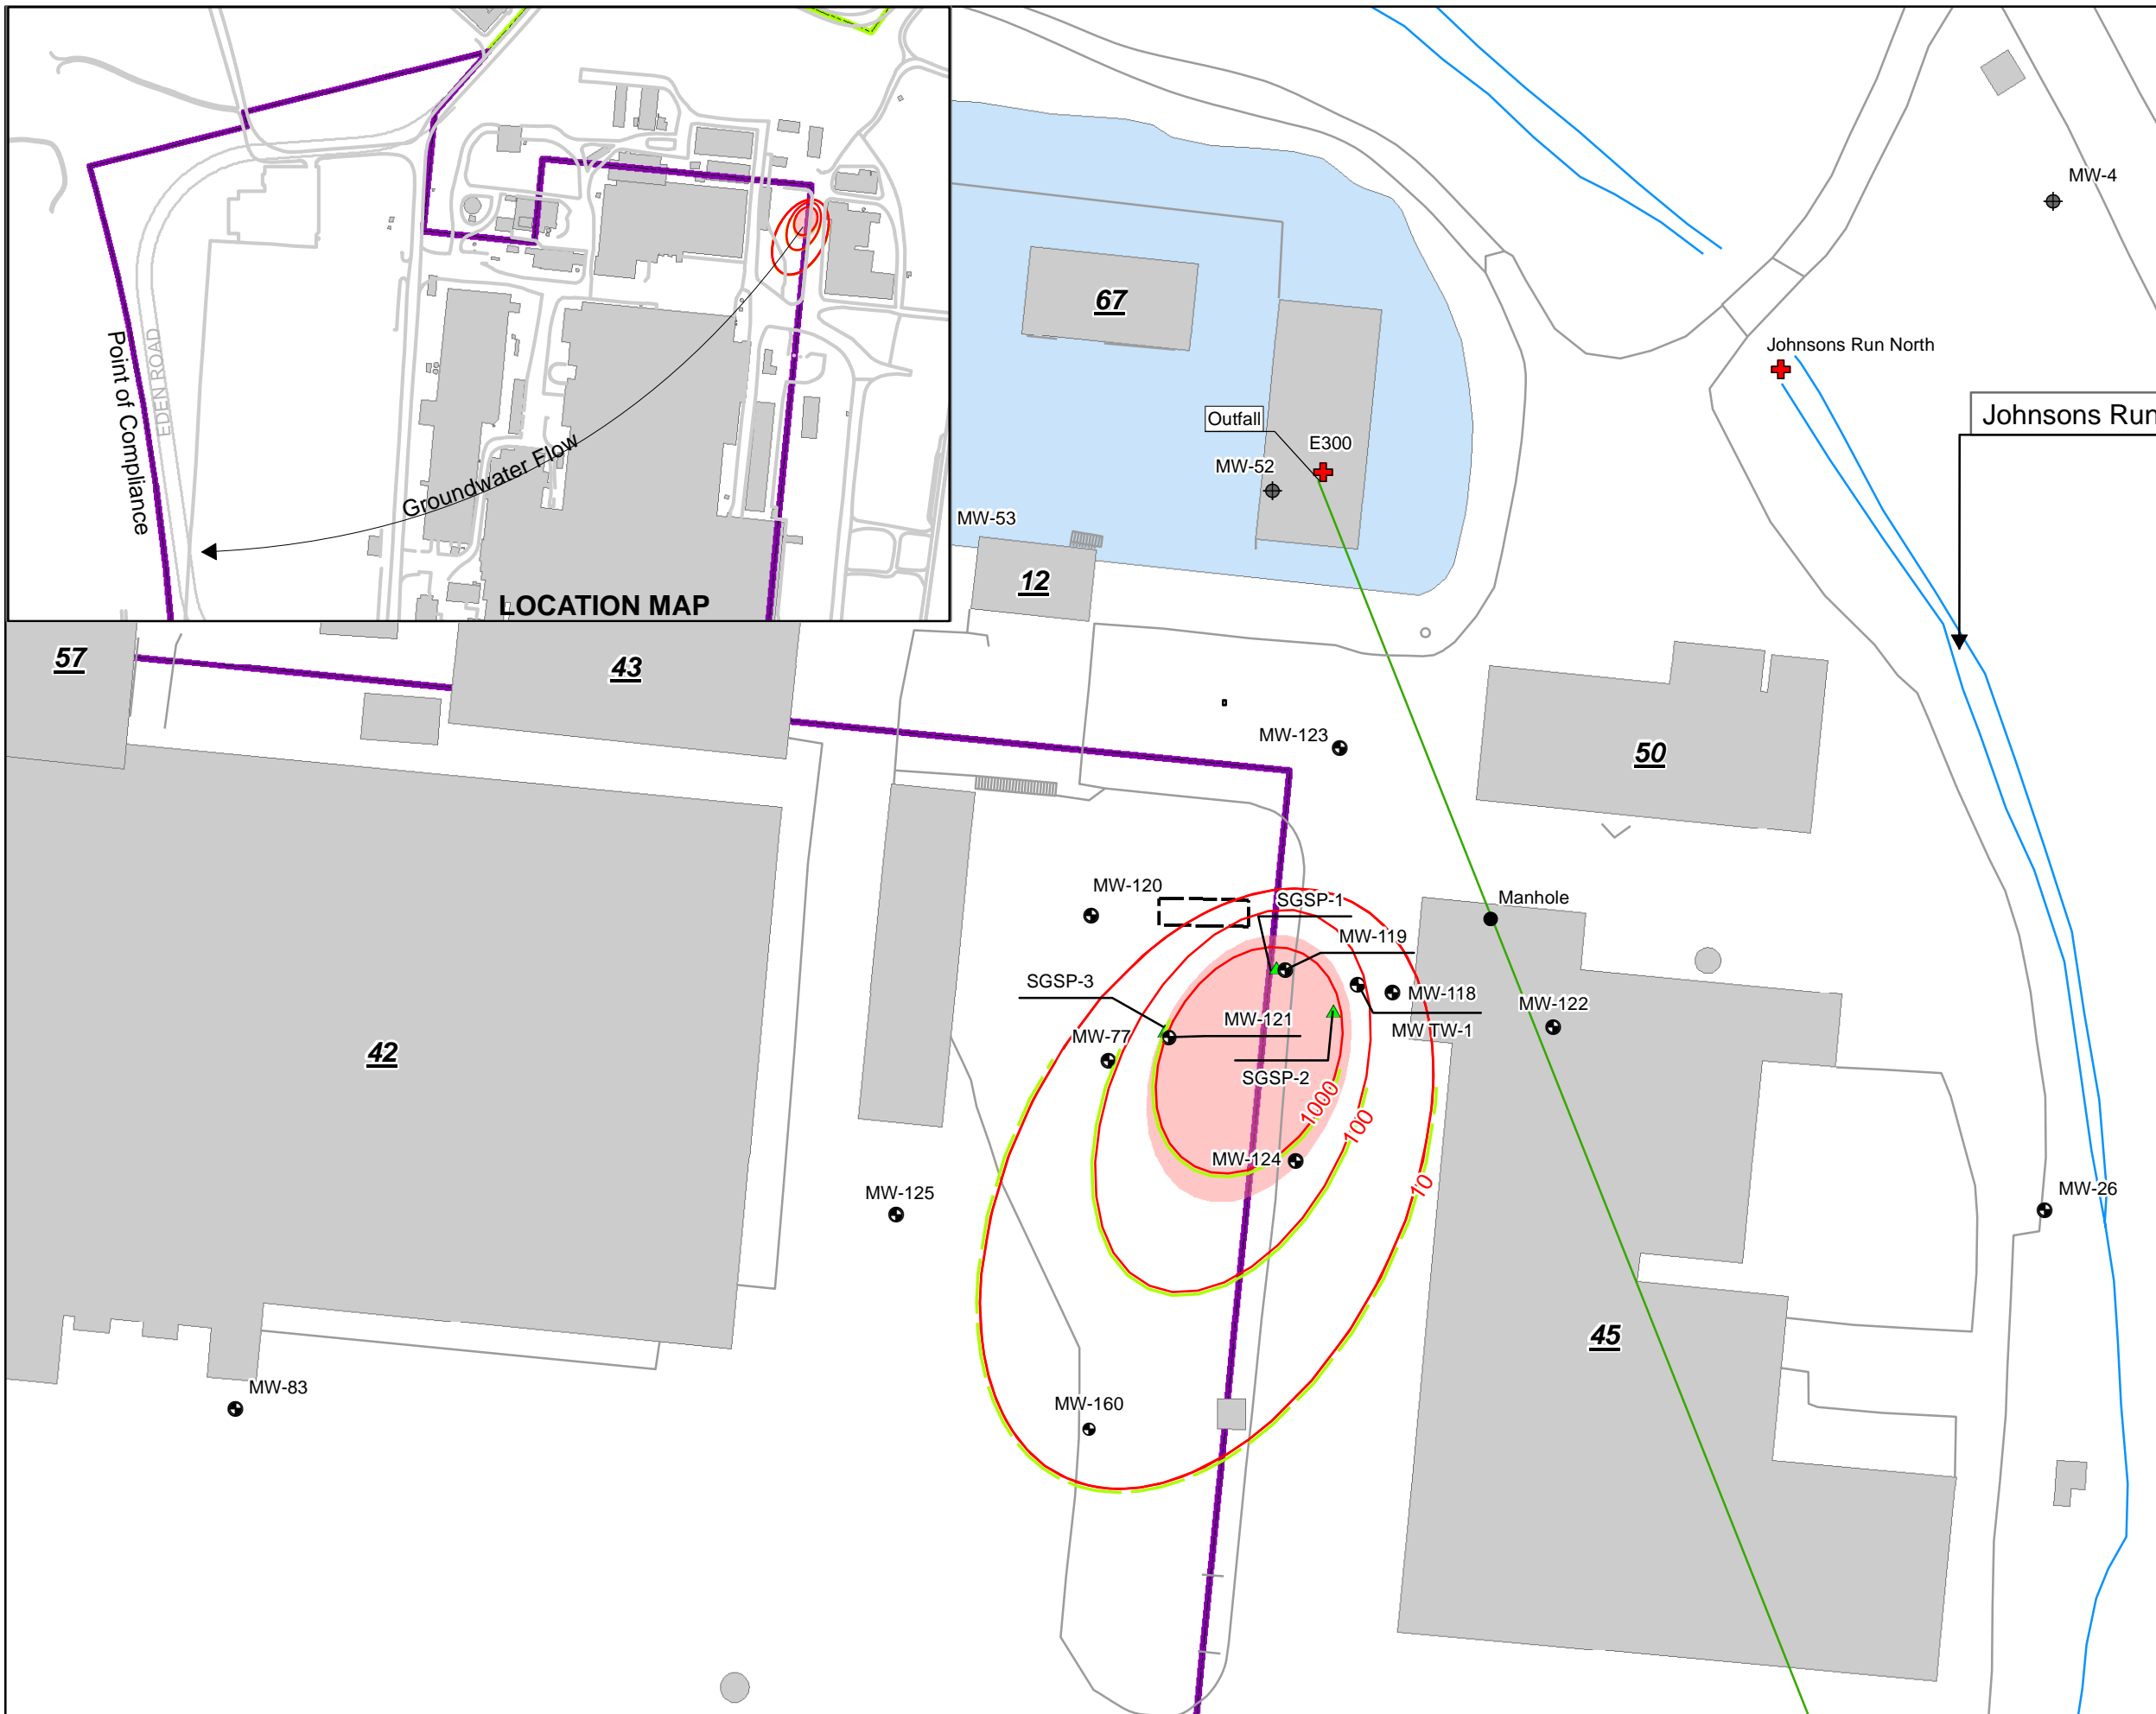 Point of Compliance
EDEN ROAD
Groundwater Flow
LOCATION MAP
MW-4
67
Johnsons Run North
Johnsons Run
Outfall
E300
MW-52
MW-53
12
57
43
MW-123
50
MW-120
SGSP-1
Manhole
MW-119
SGSP-3
MW-118
MW-122
MW-121
MW TW-1
MW-77
42
SGSP-2
1000
100
MW-124
10
MW-125
MW-26
45
MW-83
MW-160